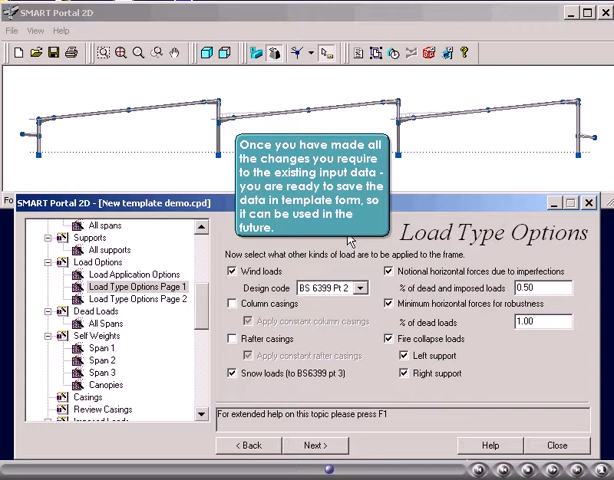 SMART Portal 2D
File View Help
Once you have made all
the changes you require
to the existing input data -
you are ready to save the
data in template form, so
it can be used in the
future.
SMART Portal 2D - [New template demo.cpd]
All spans
Supports
All supports
Load Options
Load Application Options
Load Type Options Page 1
Load Type Options Page 2
Dead Loads
All Spans
Self Weights
Span 1
Span 2
Span 3
Canopies
Casings
Review Casings
Load Type Options
Now select what other kinds of load are to be applied to the frame.
Wind loads
Design code BS 6399 Pt 2
Column casings
Apply constant column casings
Rafter casings
Apply constant rafter casings
Snow loads (to BS6399 pt 3)
Notional horizontal forces due to imperfections
% of dead and imposed loads 0.50
Minimum horizontal forces for robustness
% of dead loads 1.00
Fire collapse loads
Left support
Right support
For extended help on this topic please press F1
< Back Next > Help Close